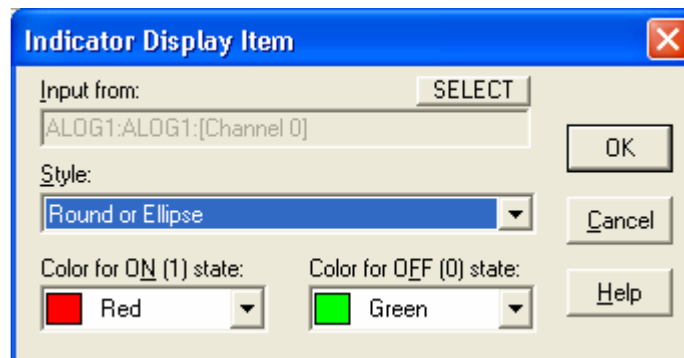 Indicator Display Item
Input from:
SELECT
ALOG1:ALOG1:[Channel 0]
OK
Style:
Round or Ellipse
Cancel
Color for ON (1) state:
Color for OFF (0) state:
Red
Green
Help